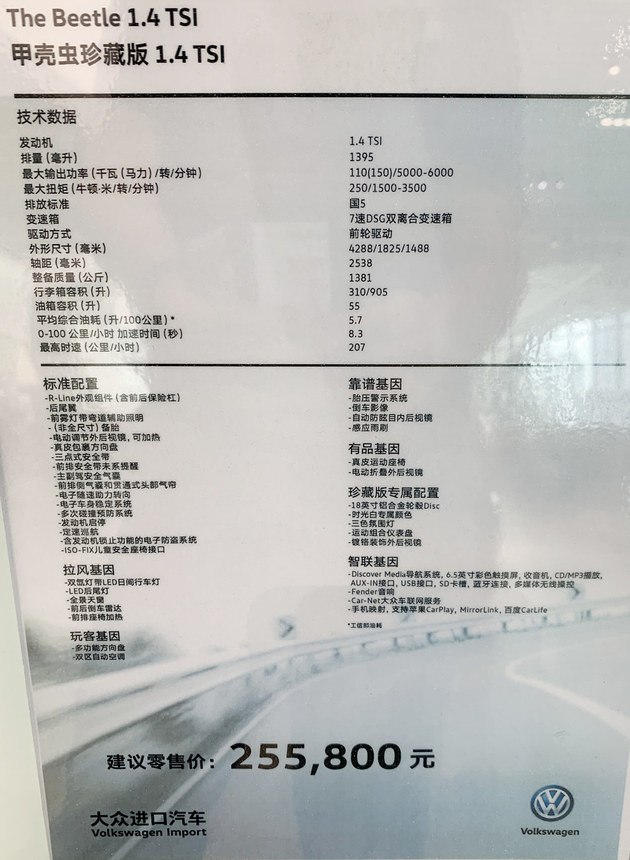 The Beetle 1.4 TSI
甲壳虫珍藏版 1.4 TSI
技术数据
发动机 1.4 TSI
排量 (毫升) 1395
最大输出功率 (千瓦 (马力) /转/分钟) 110(150)/5000-6000
最大扭矩 (牛顿·米/转/分钟) 250/1500-3500
排放标准 国5
变速箱 7速DSG双离合变速箱
驱动方式 前轮驱动
外形尺寸 (毫米) 4288/1825/1488
轴距 (毫米) 2538
整备质量 (公斤) 1381
行李箱容积 (升) 310/905
油箱容积 (升) 55
平均综合油耗 (升/100公里) * 5.7
0-100 公里/小时 加速时间 (秒) 8.3
最高时速 (公里/小时) 207
标准配置
-R-Line外观组件 (含前后保险杠)
-后尾翼
-前雾灯带弯道辅助照明
- (非全尺寸) 备胎
-电动调节外后视镜, 可加热
-真皮包裹方向盘
-三点式安全带
-前排安全带未系提醒
-主副驾安全气囊
-前排侧气囊和贯通式头部气帘
-电子随速助力转向
-电子车身稳定系统
-多次碰撞预防系统
-发动机启停
-定速巡航
-含发动机锁止功能的电子防盗系统
-ISO-FIX儿童安全座椅接口
拉风基因
-双氙灯带LED日间行车灯
-LED后尾灯
-全景天窗
-前后倒车雷达
-前排座椅加热
玩客基因
-多功能方向盘
-双区自动空调
靠谱基因
-胎压警示系统
-倒车影像
-自动防眩目内后视镜
-感应雨刷
有品基因
-真皮运动座椅
-电动折叠外后视镜
珍藏版专属配置
-18英寸铝合金轮毂Disc
-时光白专属颜色
-三色氛围灯
-运动组合仪表盘
-镀铬装饰外后视镜
智联基因
-Discover Media导航系统, 6.5英寸彩色触摸屏, 收音机, CD/MP3播放,
AUX-IN接口, USB接口, SD卡槽, 蓝牙连接, 多媒体无线操控
-Fender音响
-Car-Net大众车联网服务
-手机映射, 支持苹果CarPlay, MirrorLink, 百度CarLife
*工信部油耗
建议零售价: 255,800 元
大众进口汽车
Volkswagen Import
Volkswagen